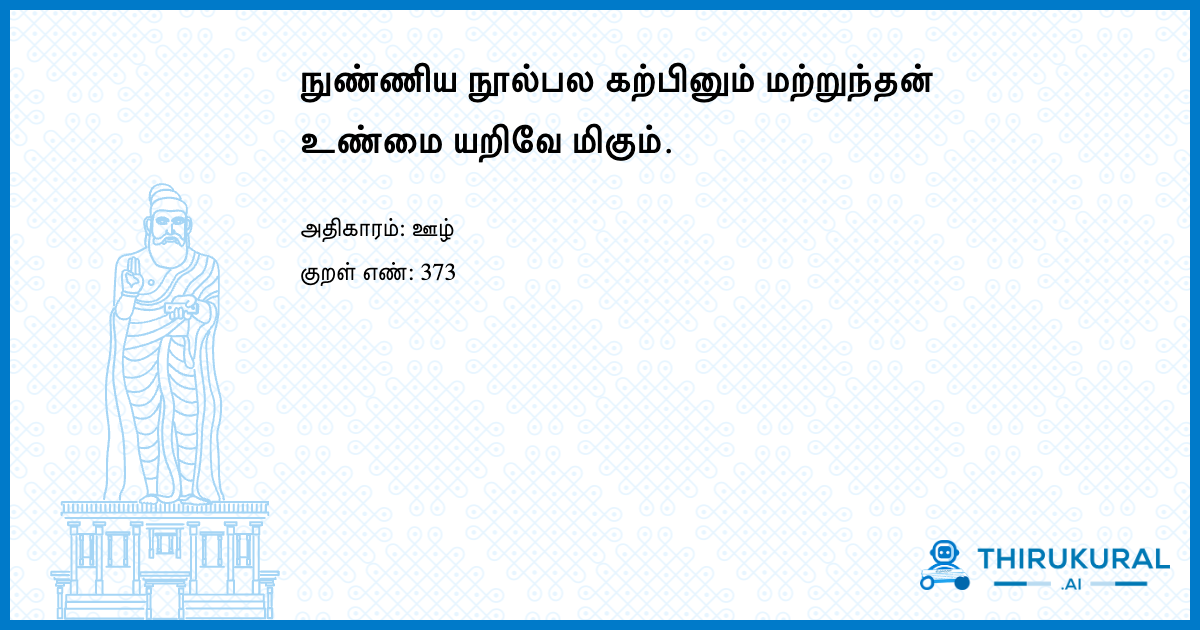 நுண்ணிய நூல்பல கற்பினும் மற்றுந்தன்
உண்மை யறிவே மிகும்.
அதிகாரம்: ஊழ்
குறள் எண்: 373
THIRUKURAL
.AI